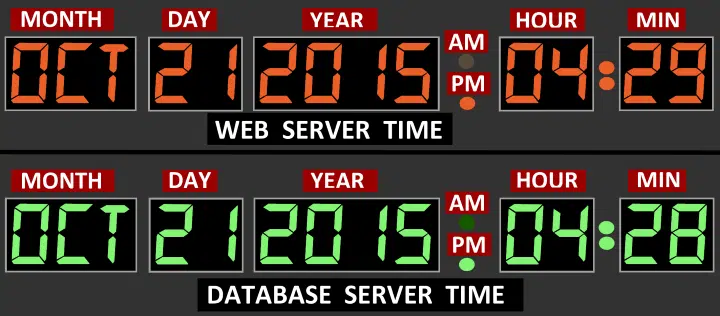 MONTH DAY YEAR HOUR MIN
OCT 21 2015 AM PM 04:29
WEB SERVER TIME
MONTH DAY YEAR HOUR MIN
OCT 21 2015 AM PM 04:28
DATABASE SERVER TIME